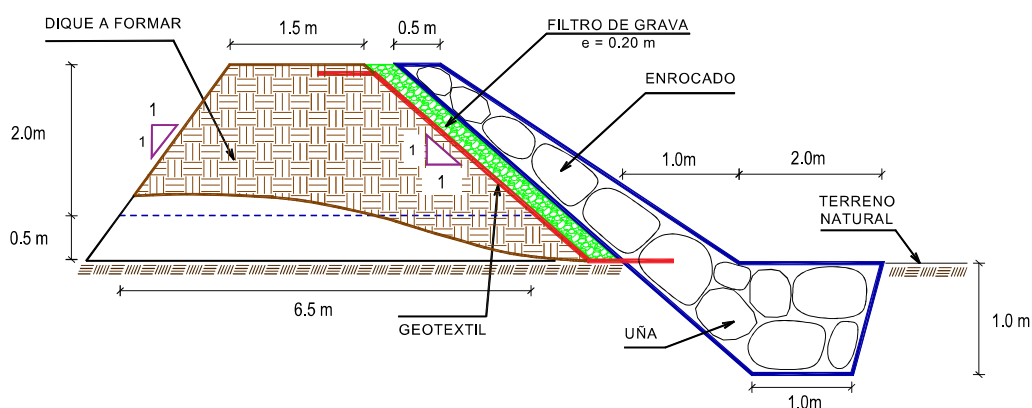 DIQUE A FORMAR
1.5 m
0.5 m
FILTRO DE GRAVA
e = 0.20 m
ENROCADO
1
1
2.0m
1
1
1.0m
2.0m
TERRENO
NATURAL
0.5 m
6.5 m
GEOTEXTIL
UÑA
1.0 m
1.0m